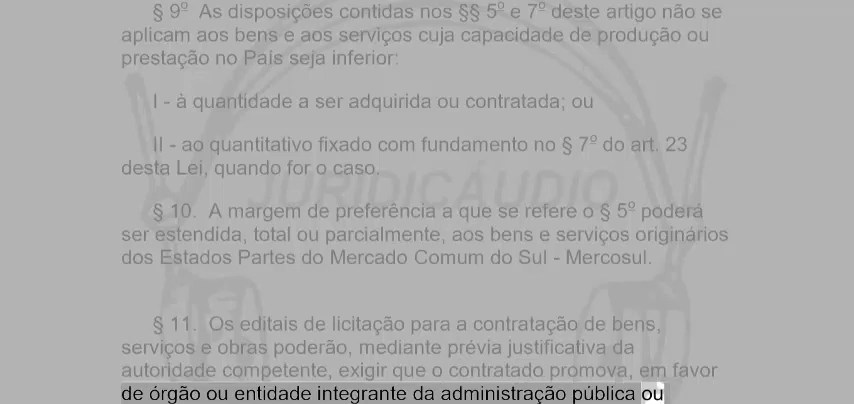 § 9º As disposições contidas nos §§ 5º e 7º deste artigo não se
aplicam aos bens e aos serviços cuja capacidade de produção ou
prestação no País seja inferior:
I - à quantidade a ser adquirida ou contratada; ou
II - ao quantitativo fixado com fundamento no § 7º do art. 23
desta Lei, quando for o caso.
JURIDICÁUDIO
§ 10. A margem de preferência a que se refere o § 5º poderá
ser estendida, total ou parcialmente, aos bens e serviços originários
dos Estados Partes do Mercado Comum do Sul - Mercosul.
§ 11. Os editais de licitação para a contratação de bens,
serviços e obras poderão, mediante prévia justificativa da
autoridade competente, exigir que o contratado promova, em favor
de órgão ou entidade integrante da administração pública ou